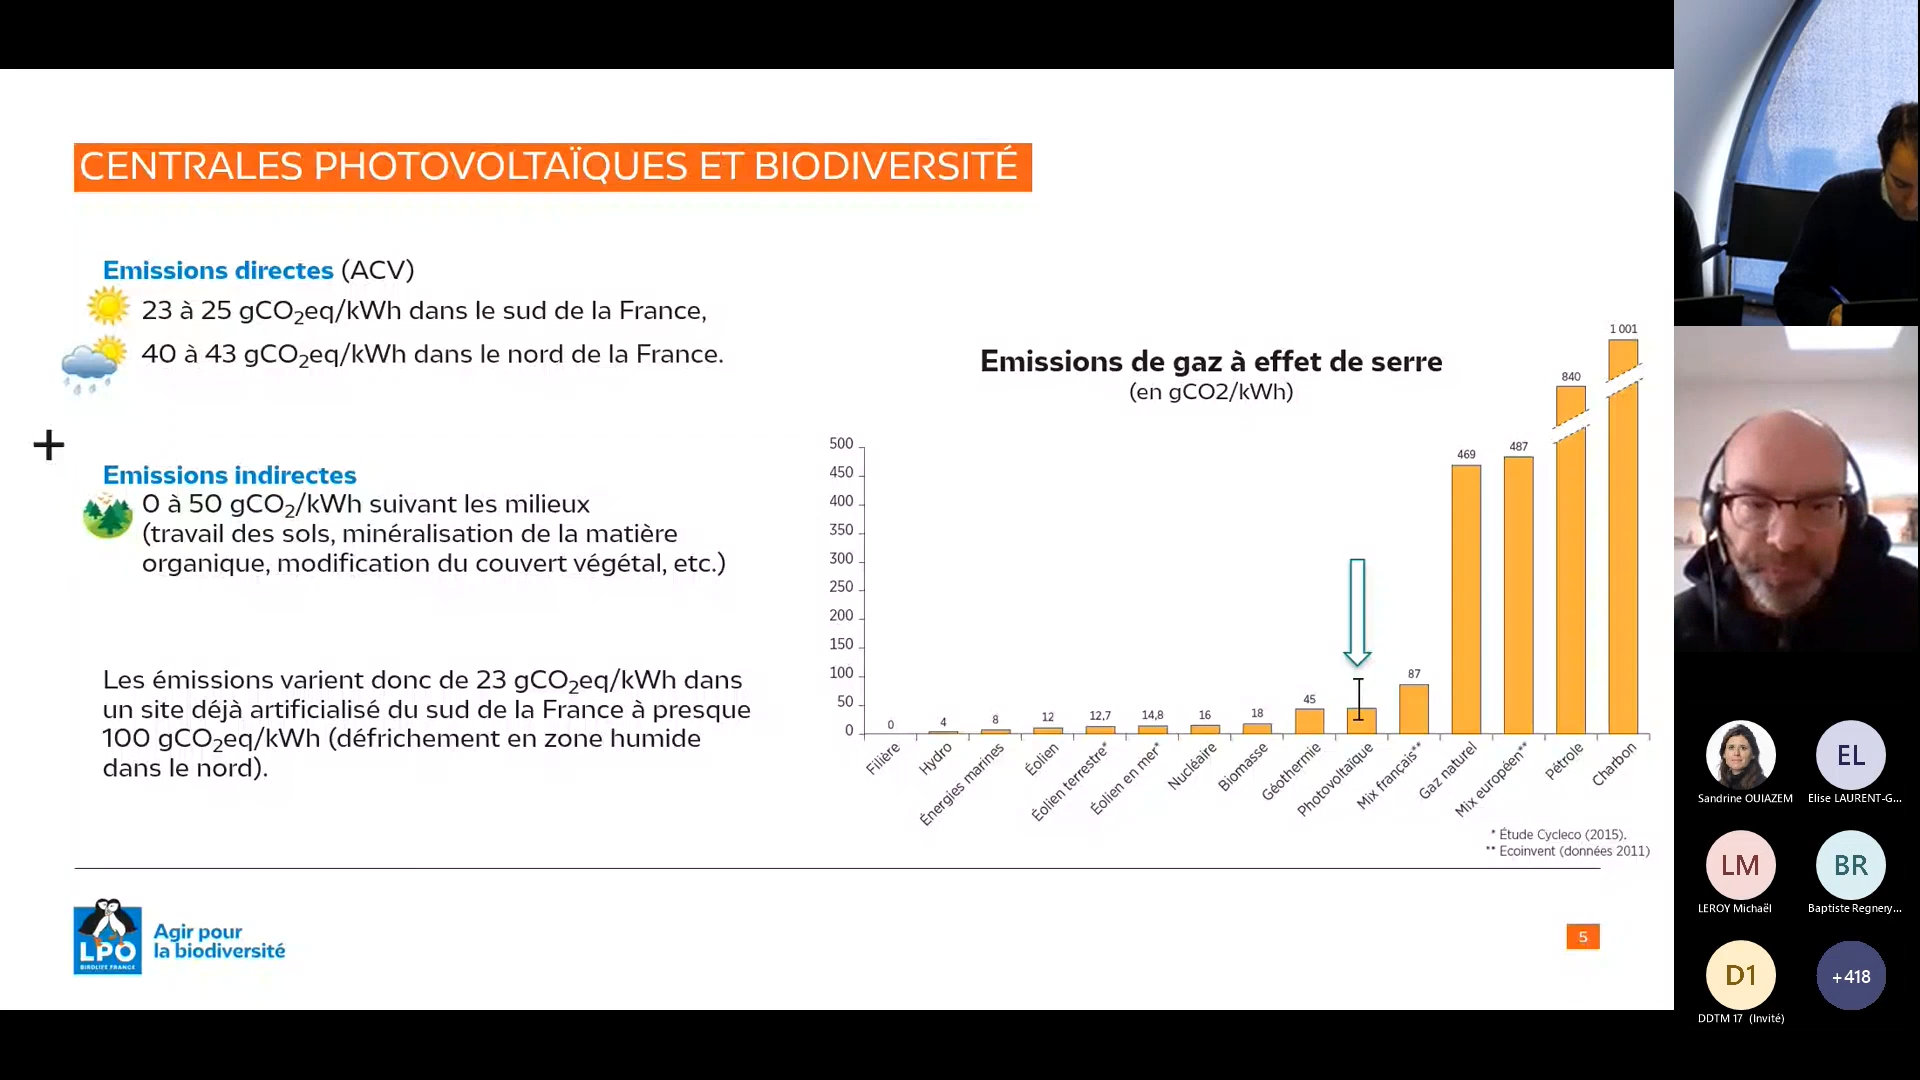 CENTRALES PHOTOVOLTAÏQUES ET BIODIVERSITÉ
Emissions directes (ACV)
23 à 25 gCO2eq/kWh dans le sud de la France,
40 à 43 gCO2eq/kWh dans le nord de la France.
+
Emissions indirectes
0 à 50 gCO2/kWh suivant les milieux
(travail des sols, minéralisation de la matière
organique, modification du couvert végétal, etc.)
Les émissions varient donc de 23 gCO2eq/kWh dans
un site déjà artificialisé du sud de la France à presque
100 gCO2eq/kWh (défrichement en zone humide
dans le nord).
Emissions de gaz à effet de serre
(en gCO2/kWh)
500
450
400
350
300
250
200
150
100
50
0
0
4
8
12
12,7
14,8
16
18
45
87
469
487
840
1 001
Filière
Hydro
Énergies marines
Éolien
Éolien terrestre*
Éolien en mer*
Nucléaire
Biomasse
Géothermie
Photovoltaïque
Mix français**
Gaz naturel
Mix européen**
Pétrole
Charbon
* Étude Cycleco (2015).
** Ecoinvent (données 2011)
LPO
BIRDLIFE FRANCE
Agir pour
la biodiversité
5
Sandrine OUIAZEM
EL
Elise LAURENT-G...
LM
LEROY Michaël
BR
Baptiste Regnery...
D1
DDTM 17 (Invité)
+418